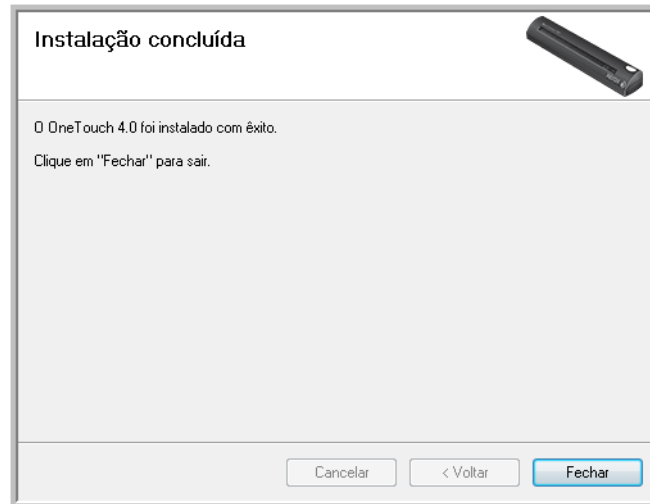 Instalação concluída
O OneTouch 4.0 foi instalado com êxito.
Clique em "Fechar" para sair.
Cancelar
< Voltar
Fechar